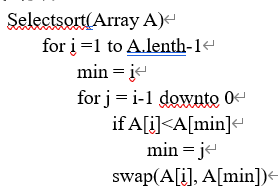 Selectsort(Array A)
for i =1 to A.lenth-1
min = i
for j = i-1 downto 0
if A[i]<A[min]
min = j
swap(A[i], A[min])